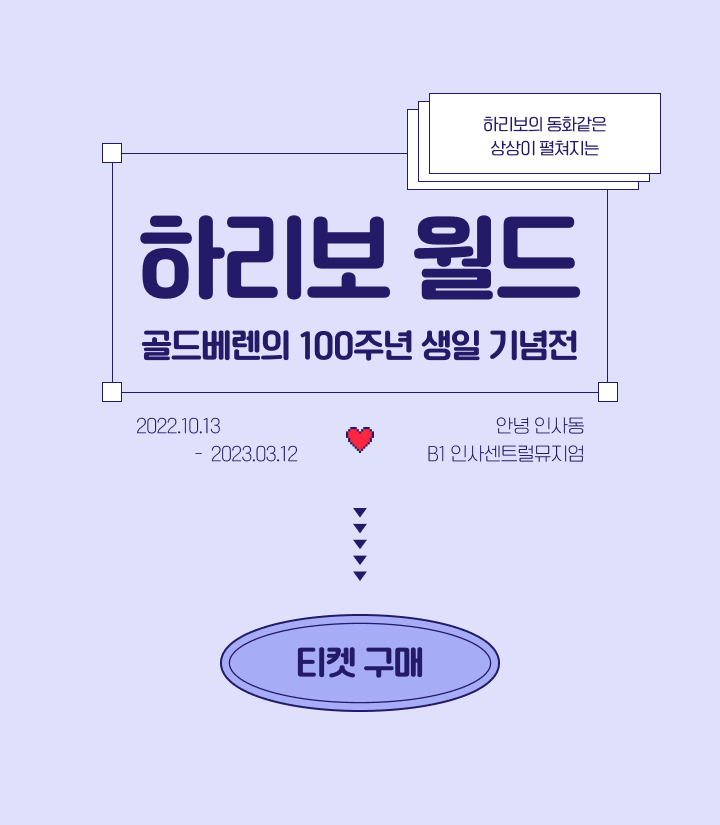 하리보의 동화같은
상상이 펼쳐지는
하리보 월드
골드베렌의 100주년 생일 기념전
2022.10.13
- 2023.03.12
안녕 인사동
B1 인사센트럴뮤지엄
티켓 구매